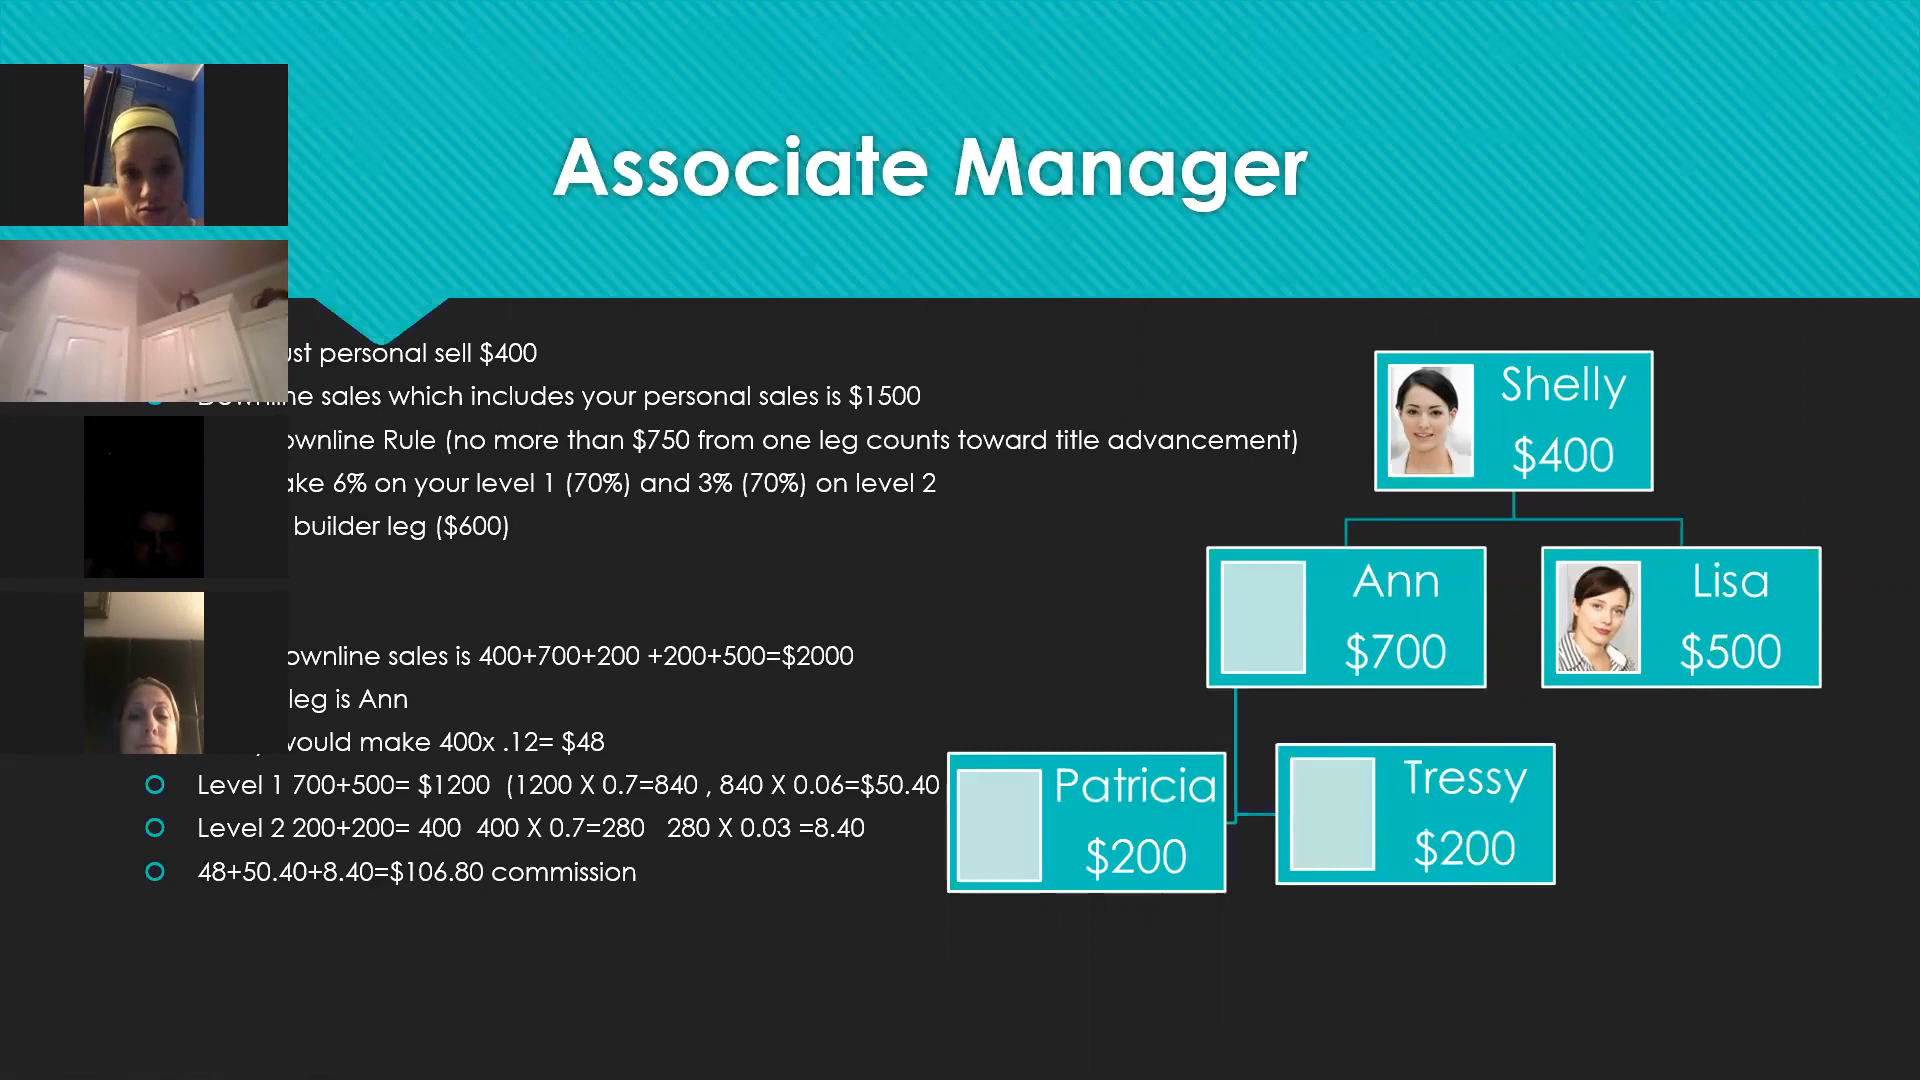 Associate Manager
ust personal sell $400
Downline sales which includes your personal sales is $1500
ownline Rule (no more than $750 from one leg counts toward title advancement)
ake 6% on your level 1 (70%) and 3% (70%) on level 2
builder leg ($600)
ownline sales is 400+700+200 +200+500=$2000
leg is Ann
would make 400x .12= $48
Level 1 700+500= $1200 (1200 X 0.7=840 , 840 X 0.06=$50.40
Level 2 200+200= 400 400 X 0.7=280 280 X 0.03 =8.40
48+50.40+8.40=$106.80 commission
Shelly
$400
Ann
$700
Lisa
$500
Patricia
$200
Tressy
$200